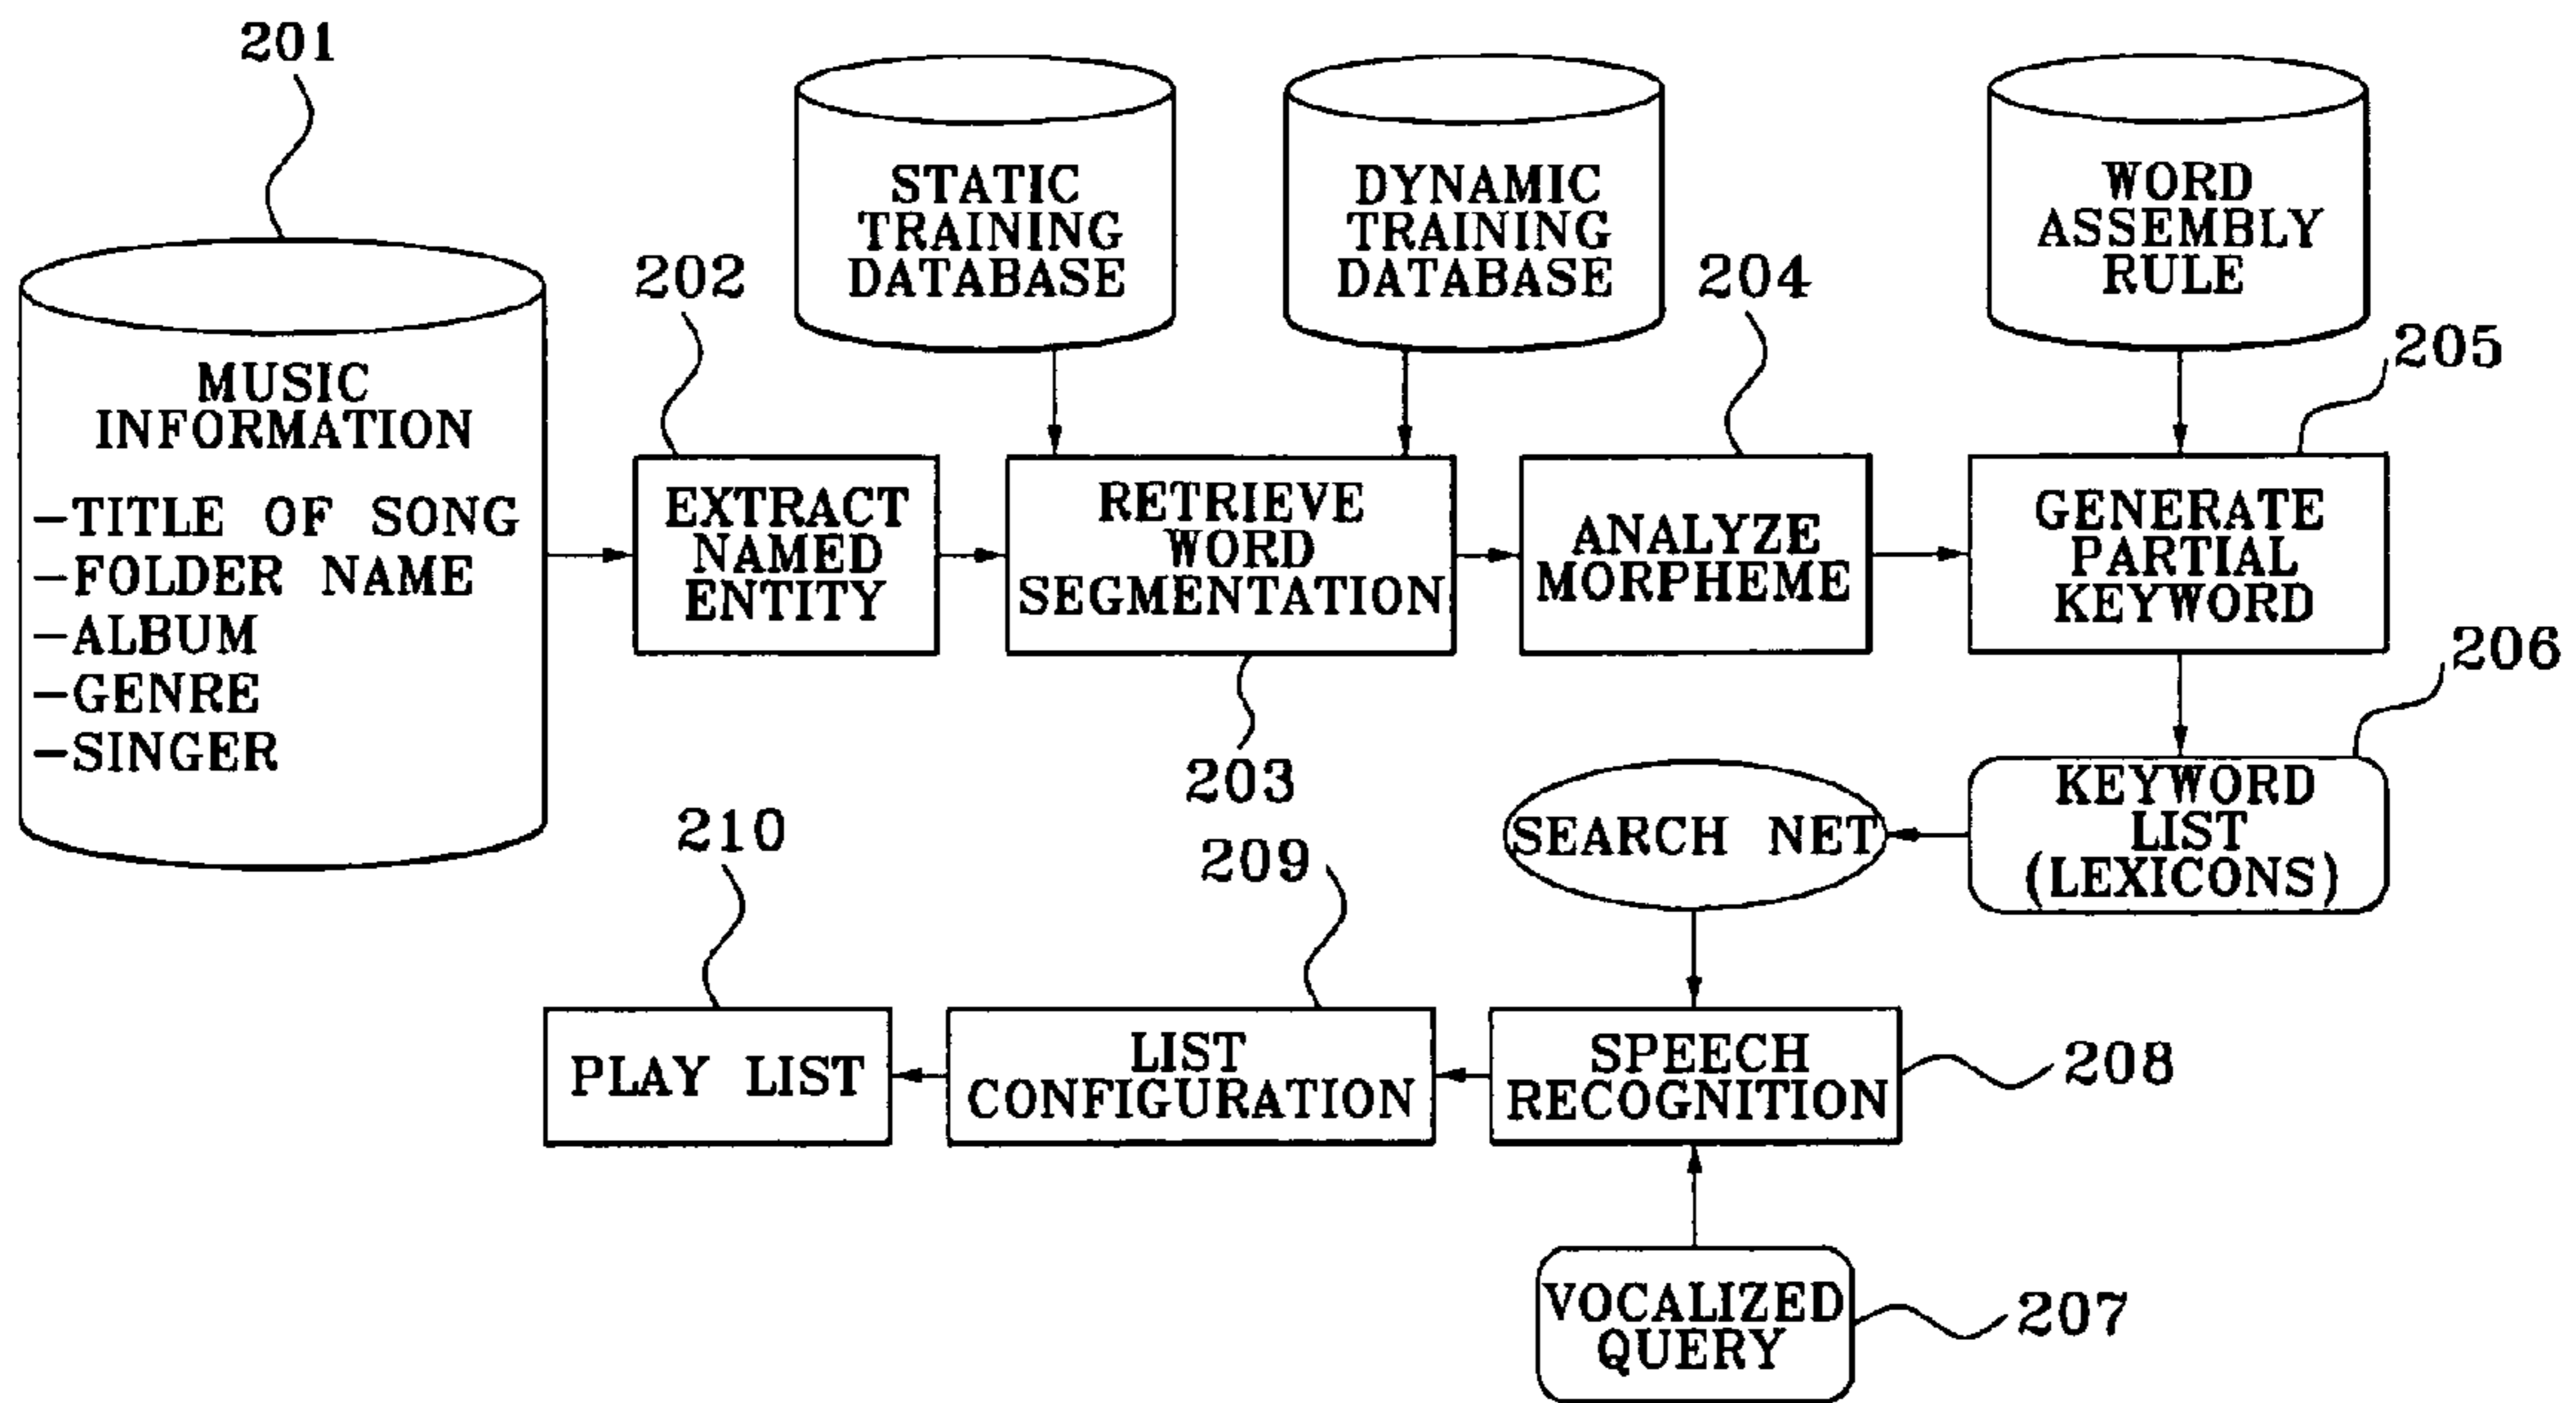 201
MUSIC
INFORMATION
-TITLE OF SONG
-FOLDER NAME
-ALBUM
-GENRE
-SINGER
202
EXTRACT
NAMED
ENTITY
STATIC
TRAINING
DATABASE
DYNAMIC
TRAINING
DATABASE
RETRIEVE
WORD
SEGMENTATION
203
204
ANALYZE
MORPHEME
WORD
ASSEMBLY
RULE
205
GENERATE
PARTIAL
KEYWORD
206
KEYWORD
LIST
(LEXICONS)
SEARCH NET
SPEECH
RECOGNITION
208
VOCALIZED
QUERY
207
209
LIST
CONFIGURATION
210
PLAY LIST